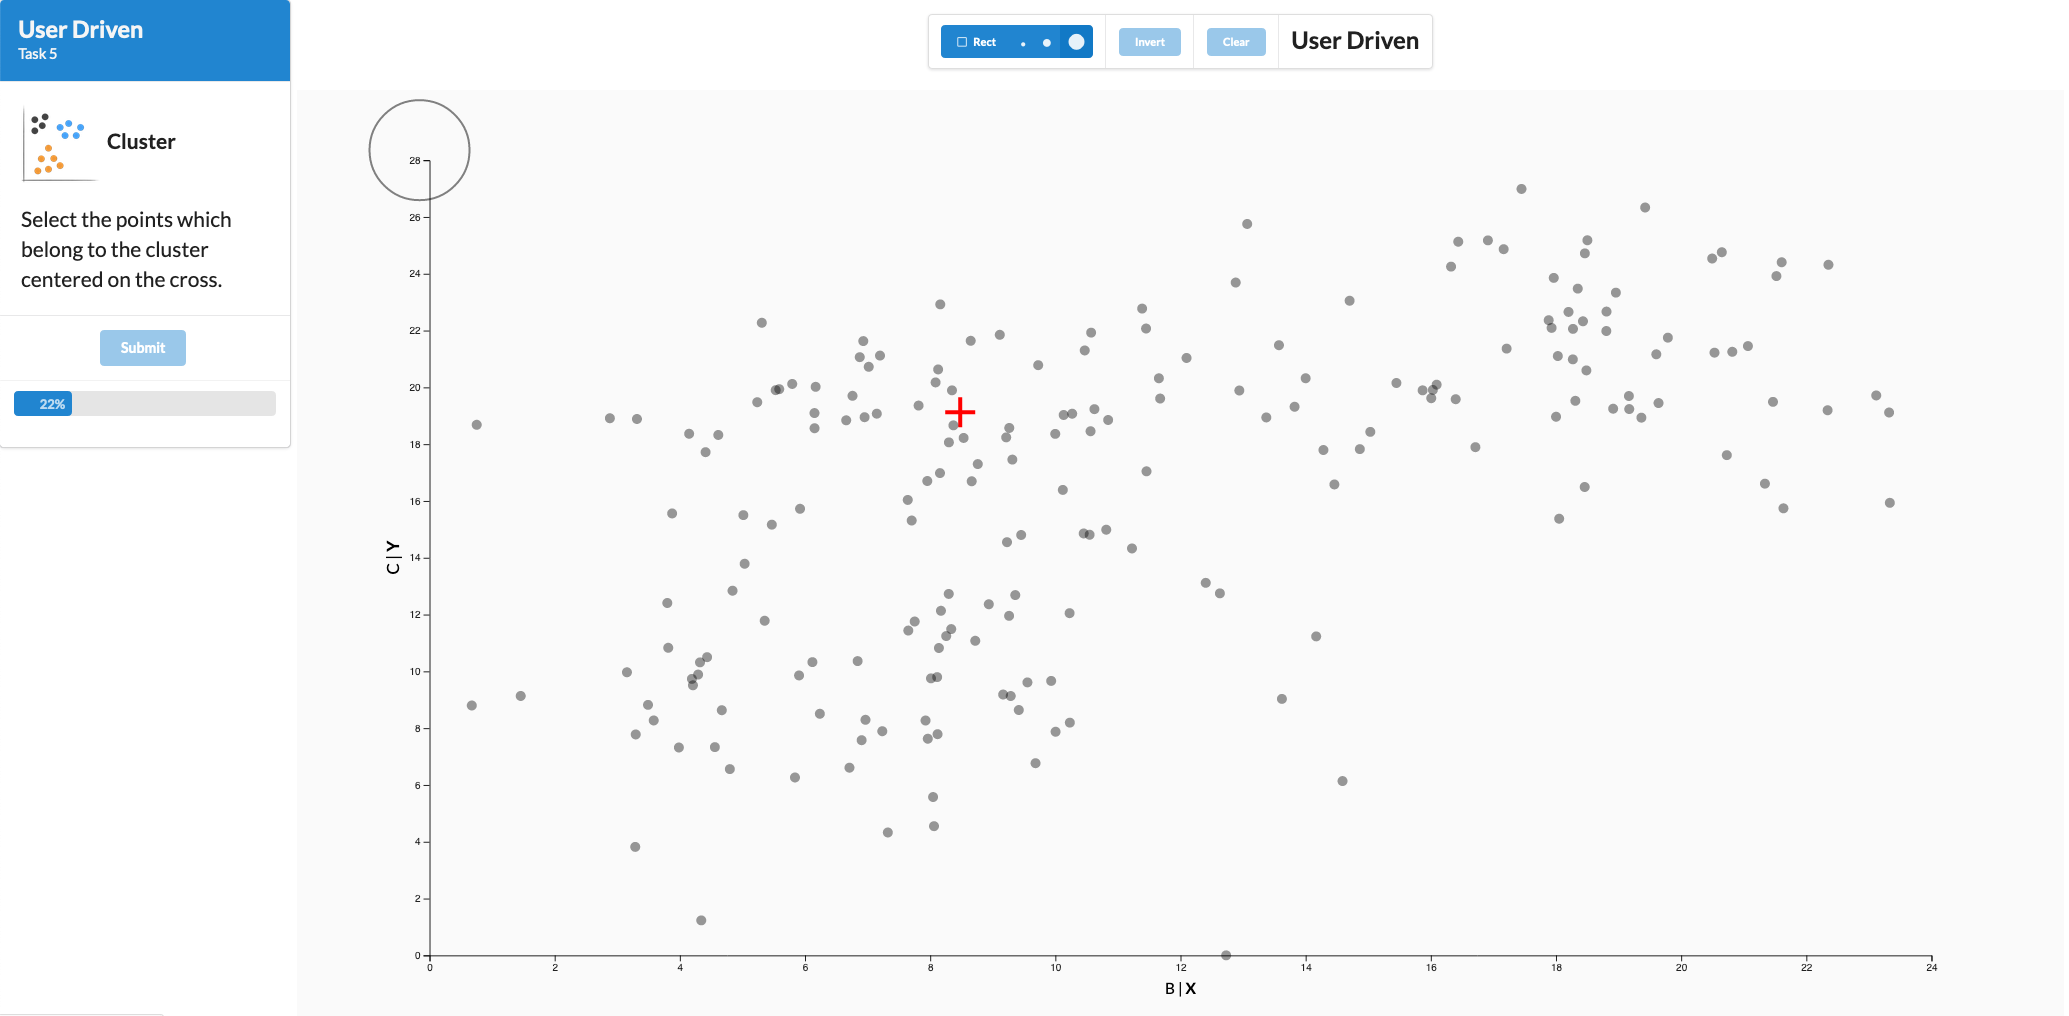 User Driven
Task 5
Cluster
Select the points which
belong to the cluster
centered on the cross.
Submit
22%
Rect
Invert
Clear
User Driven
28
26
24
22
20
18
16
14
12
10
8
6
4
2
0
C|Y
0 2 4 6 8 10 12 14 16 18 20 22 24
B|X